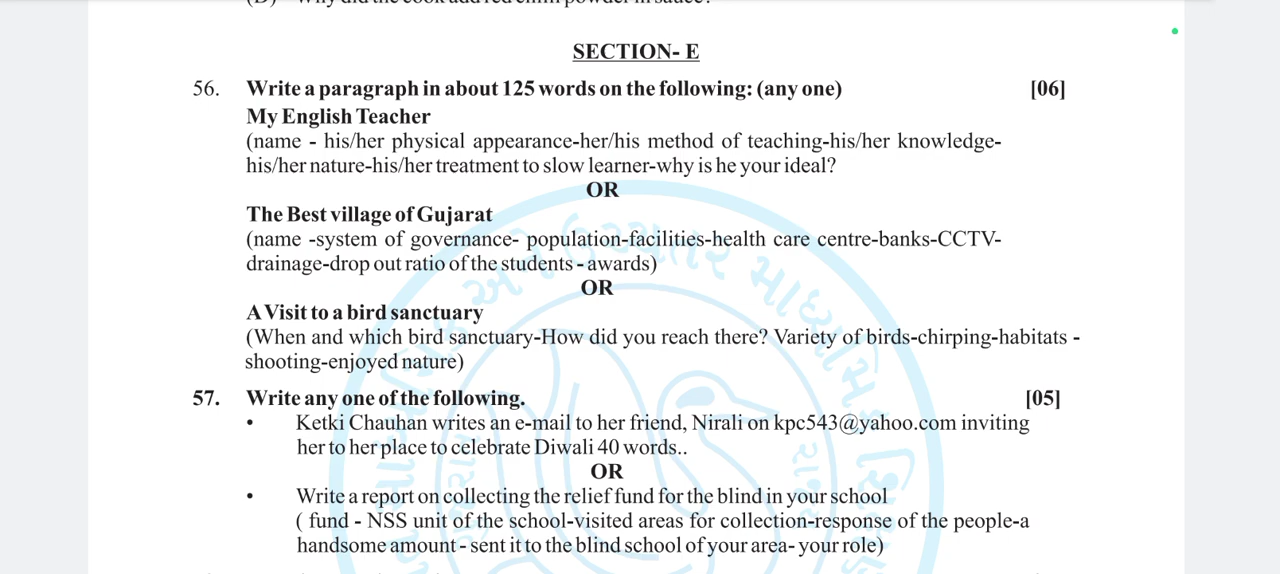 SECTION- E
56. Write a paragraph in about 125 words on the following: (any one) [06]
My English Teacher
(name - his/her physical appearance-her/his method of teaching-his/her knowledge-
his/her nature-his/her treatment to slow learner-why is he your ideal?
OR
The Best village of Gujarat
(name -system of governance- population-facilities-health care centre-banks-CCTV-
drainage-drop out ratio of the students - awards)
OR
A Visit to a bird sanctuary
(When and which bird sanctuary-How did you reach there? Variety of birds-chirping-habitats -
shooting-enjoyed nature)
57. Write any one of the following. [05]
• Ketki Chauhan writes an e-mail to her friend, Nirali on kpc543@yahoo.com inviting
her to her place to celebrate Diwali 40 words..
OR
• Write a report on collecting the relief fund for the blind in your school
( fund - NSS unit of the school-visited areas for collection-response of the people-a
handsome amount - sent it to the blind school of your area- your role)